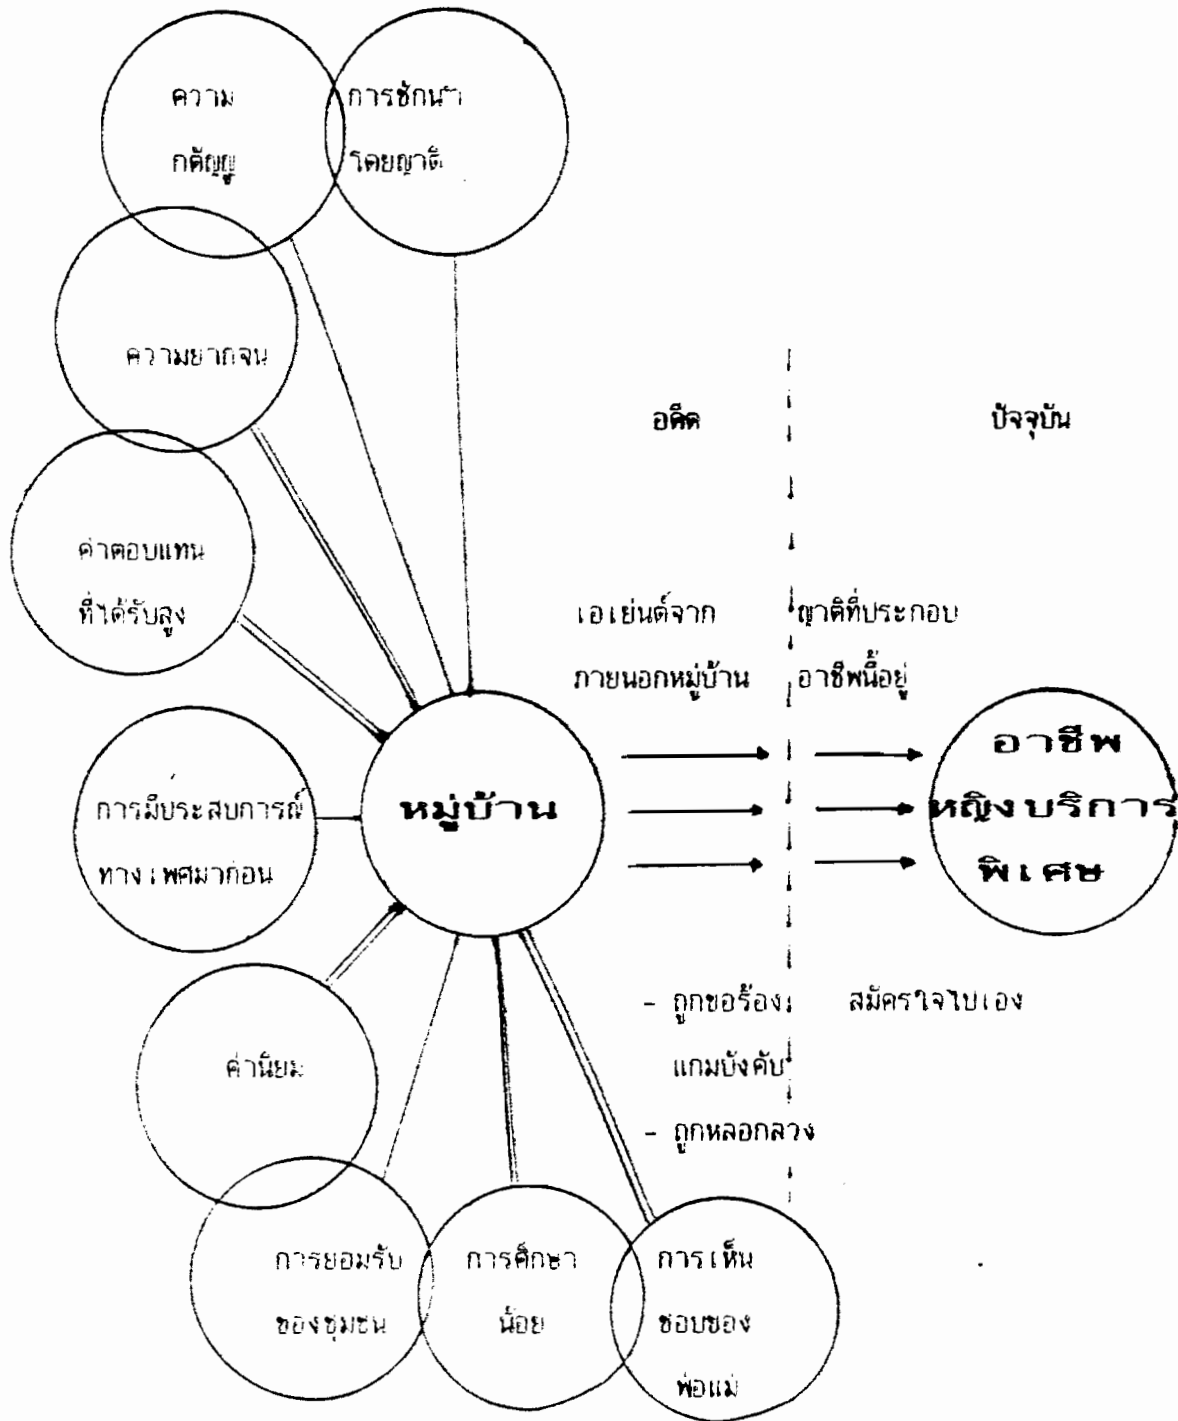 ความ
กตัญญู
การชักนำ
โดยญาติ
ความยากจน
ค่าตอบแทน
ที่ได้รับสูง
การมีประสบการณ์
ทางเพศมาก่อน
ค่านิยม
การยอมรับ
ของชุมชน
การศึกษา
น้อย
การเห็น
ชอบของ
พ่อแม่
หมู่บ้าน
อดีต
ปัจจุบัน
เอเย่นต์จาก
ภายนอกหมู่บ้าน
ญาติที่ประกอบ
อาชีพนี้อยู่
- ถูกขอร้อง
แกมบังคับ
- ถูกหลอกลวง
สมัครใจไปเอง
อาชีพ
หญิงบริการ
พิเศษ